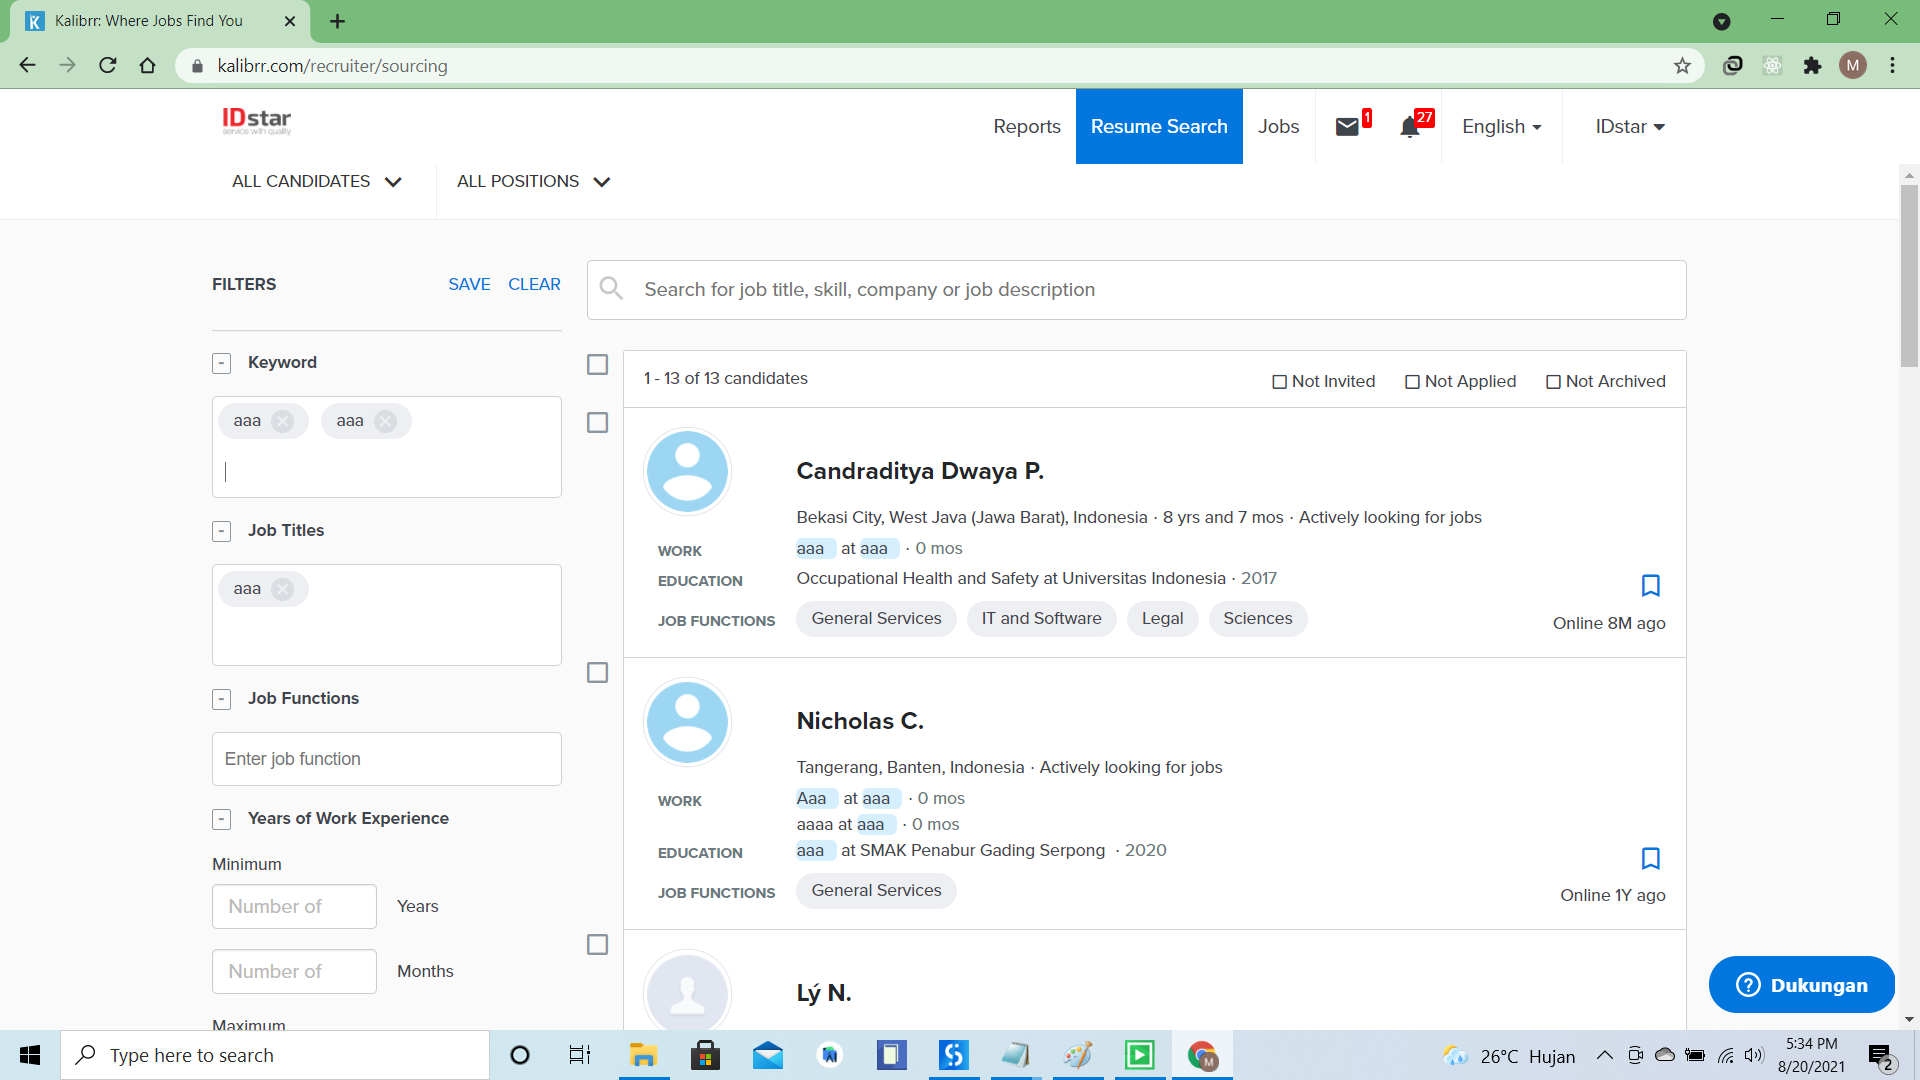 Kalibrr: Where Jobs Find You
kalibrr.com/recruiter/sourcing
M
IDstar
service with quality
Reports
Resume Search
Jobs
1
27
English
IDstar
ALL CANDIDATES
ALL POSITIONS
FILTERS
SAVE
CLEAR
Search for job title, skill, company or job description
Keyword
aaa aaa
Job Titles
aaa
Job Functions
Enter job function
Years of Work Experience
Minimum
Number of Years
Number of Months
Maximum
1 - 13 of 13 candidates
Not Invited
Not Applied
Not Archived
Candraditya Dwaya P.
Bekasi City, West Java (Jawa Barat), Indonesia · 8 yrs and 7 mos · Actively looking for jobs
WORK aaa at aaa · 0 mos
EDUCATION Occupational Health and Safety at Universitas Indonesia · 2017
JOB FUNCTIONS General Services IT and Software Legal Sciences
Online 8M ago
Nicholas C.
Tangerang, Banten, Indonesia · Actively looking for jobs
WORK Aaa at aaa · 0 mos
aaaa at aaa · 0 mos
EDUCATION aaa at SMAK Penabur Gading Serpong · 2020
JOB FUNCTIONS General Services
Online 1Y ago
Lý N.
Dukungan
Type here to search
AI
M
26°C Hujan
5:34 PM
8/20/2021
2